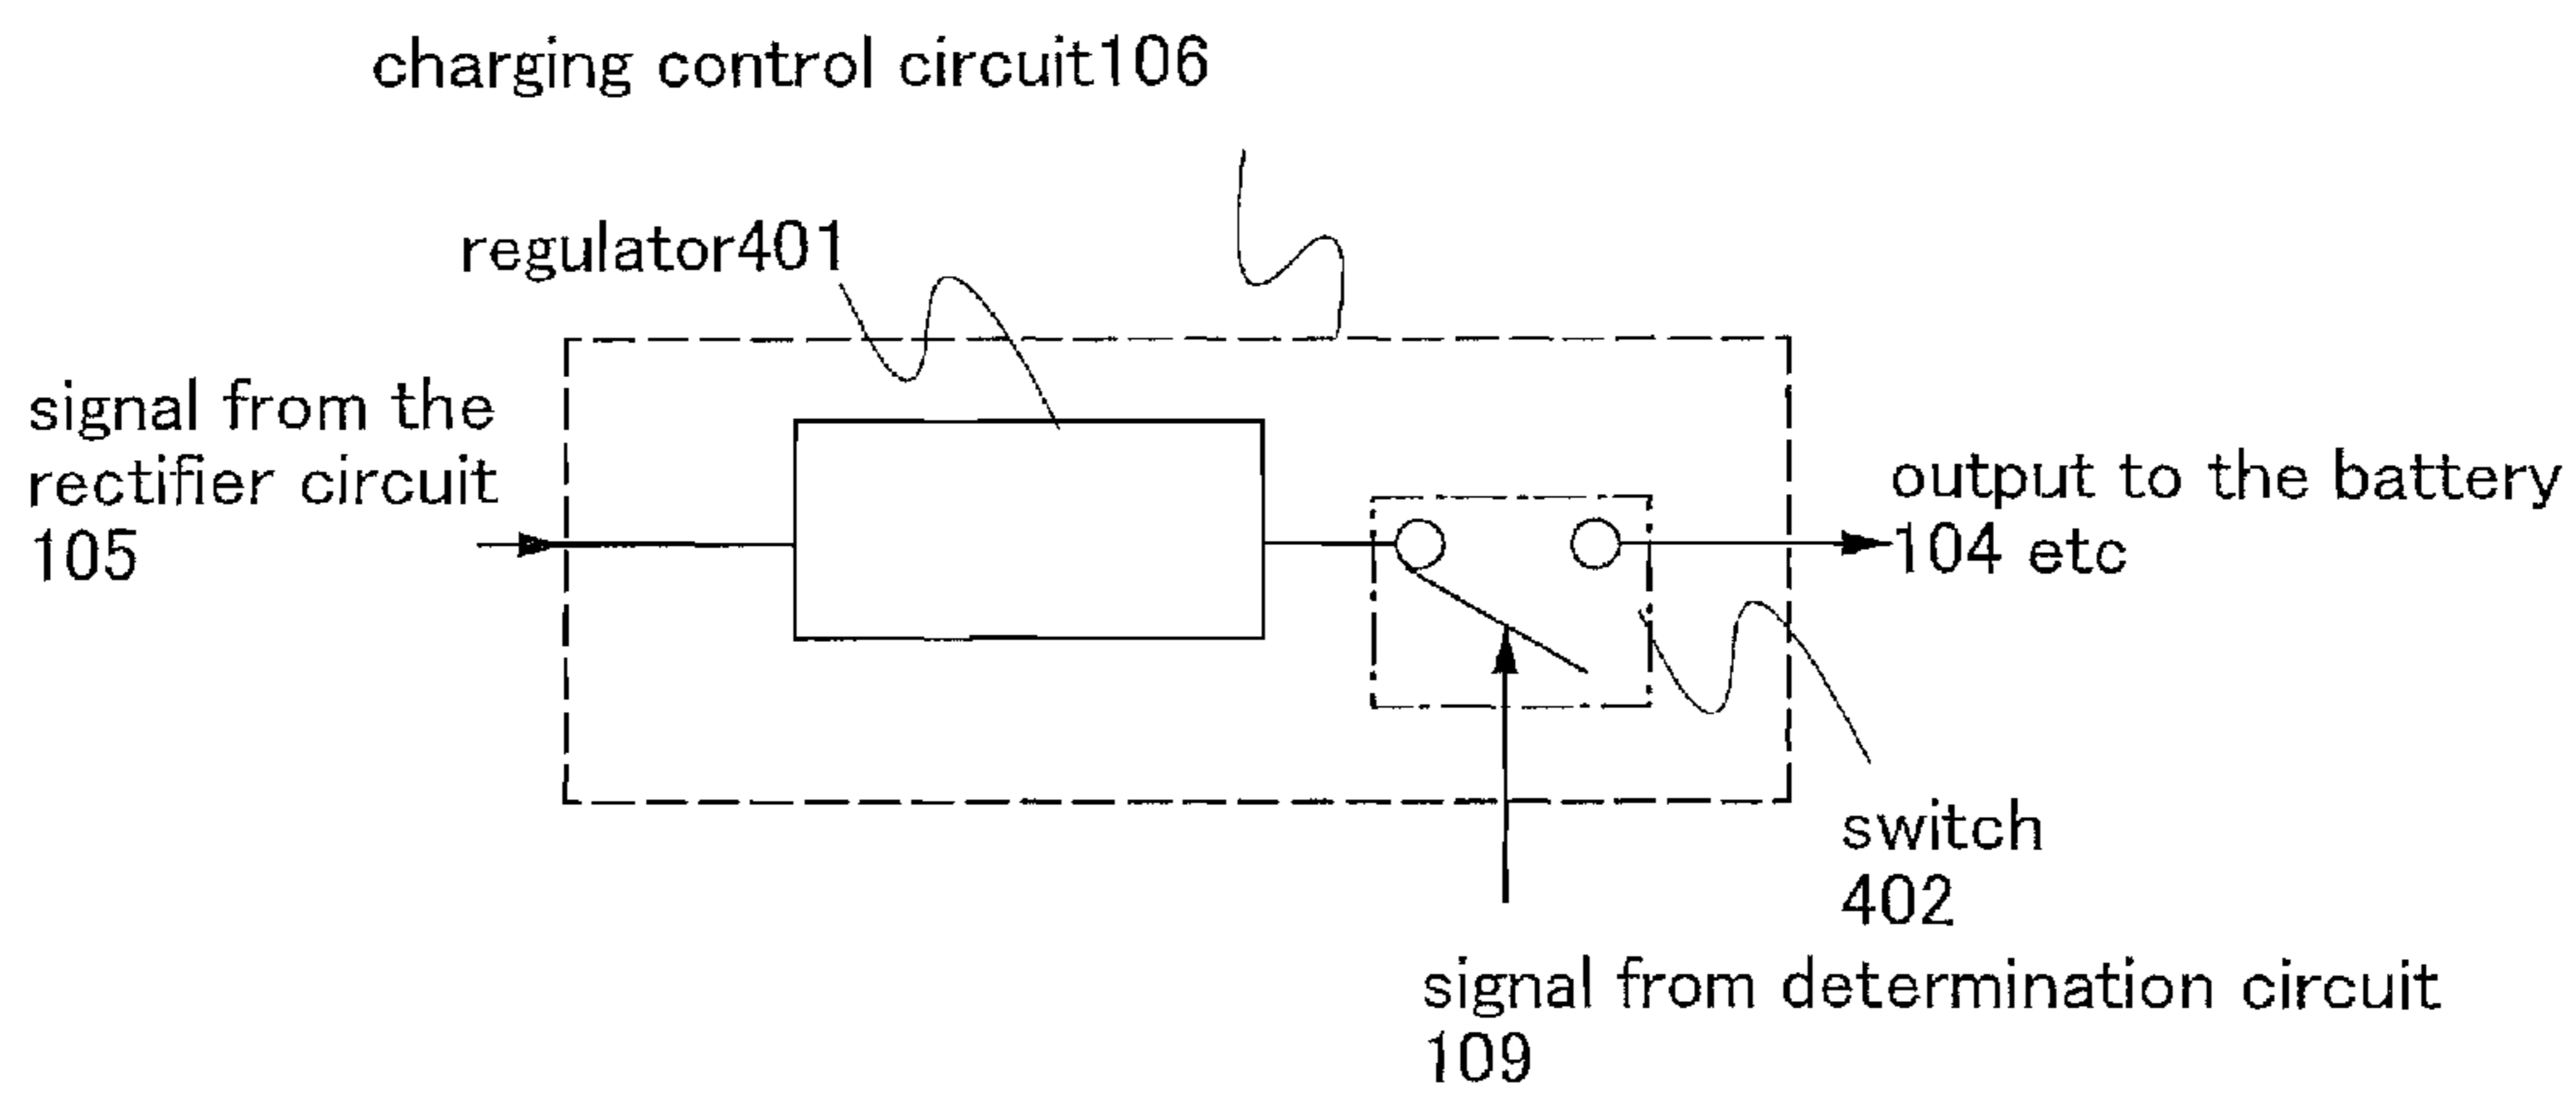 charging control circuit106
regulator401
signal from the
rectifier circuit
105
output to the battery
104 etc
switch
402
signal from determination circuit
109